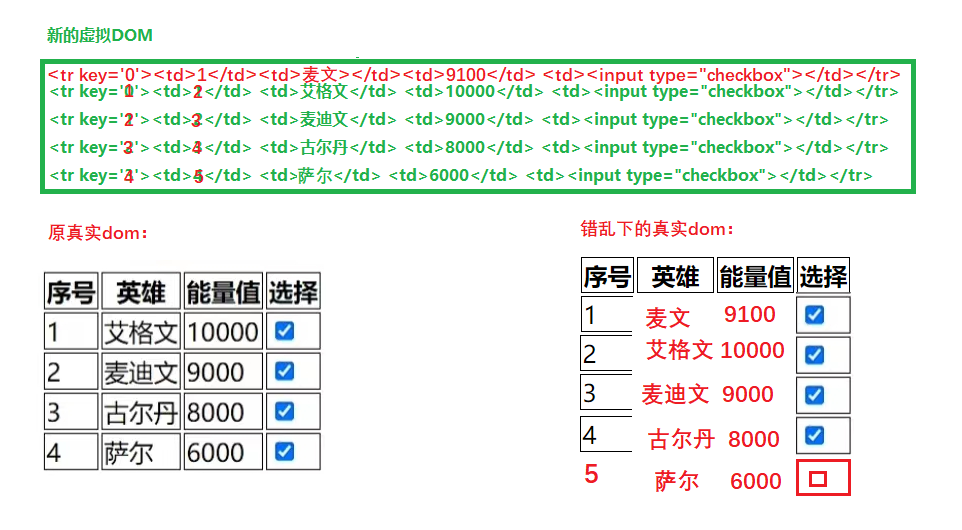 新的虚拟DOM
<tr key='0'><td>1</td><td>麦文></td><td>9100</td> <td><input type="checkbox"></td></tr>
<tr key='1'><td>2</td> <td>艾格文</td> <td>10000</td> <td><input type="checkbox"></td></tr>
<tr key='2'><td>3</td> <td>麦迪文</td> <td>9000</td> <td><input type="checkbox"></td></tr>
<tr key='3'><td>4</td> <td>古尔丹</td> <td>8000</td> <td><input type="checkbox"></td></tr>
<tr key='4'><td>5</td> <td>萨尔</td> <td>6000</td> <td><input type="checkbox"></td></tr>
原真实dom：
序号 英雄 能量值 选择
1 艾格文 10000
2 麦迪文 9000
3 古尔丹 8000
4 萨尔 6000
错乱下的真实dom：
序号 英雄 能量值 选择
1 麦文 9100
2 艾格文 10000
3 麦迪文 9000
4 古尔丹 8000
5 萨尔 6000